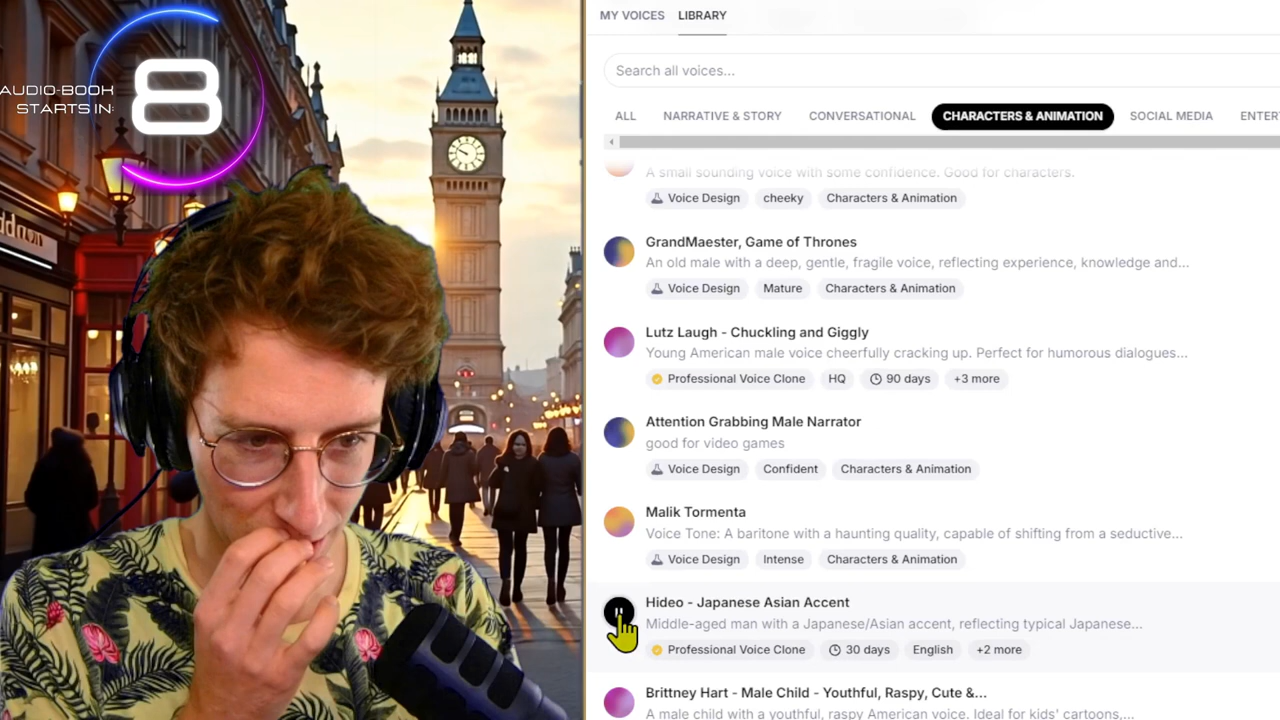 AUDIO-BOOK
STARTS IN:
8
MY VOICES LIBRARY
Search all voices...
ALL NARRATIVE & STORY CONVERSATIONAL CHARACTERS & ANIMATION SOCIAL MEDIA ENTER
A small sounding voice with some confidence. Good for characters.
Voice Design cheeky Characters & Animation
GrandMaester, Game of Thrones
An old male with a deep, gentle, fragile voice, reflecting experience, knowledge and...
Voice Design Mature Characters & Animation
Lutz Laugh - Chuckling and Giggly
Young American male voice cheerfully cracking up. Perfect for humorous dialogues...
Professional Voice Clone HQ 90 days +3 more
Attention Grabbing Male Narrator
good for video games
Voice Design Confident Characters & Animation
Malik Tormenta
Voice Tone: A baritone with a haunting quality, capable of shifting from a seductive...
Voice Design Intense Characters & Animation
Hideo - Japanese Asian Accent
Middle-aged man with a Japanese/Asian accent, reflecting typical Japanese...
Professional Voice Clone 30 days English +2 more
Brittney Hart - Male Child - Youthful, Raspy, Cute &...
A male child with a youthful, raspy American voice. Ideal for kids' cartoons,...